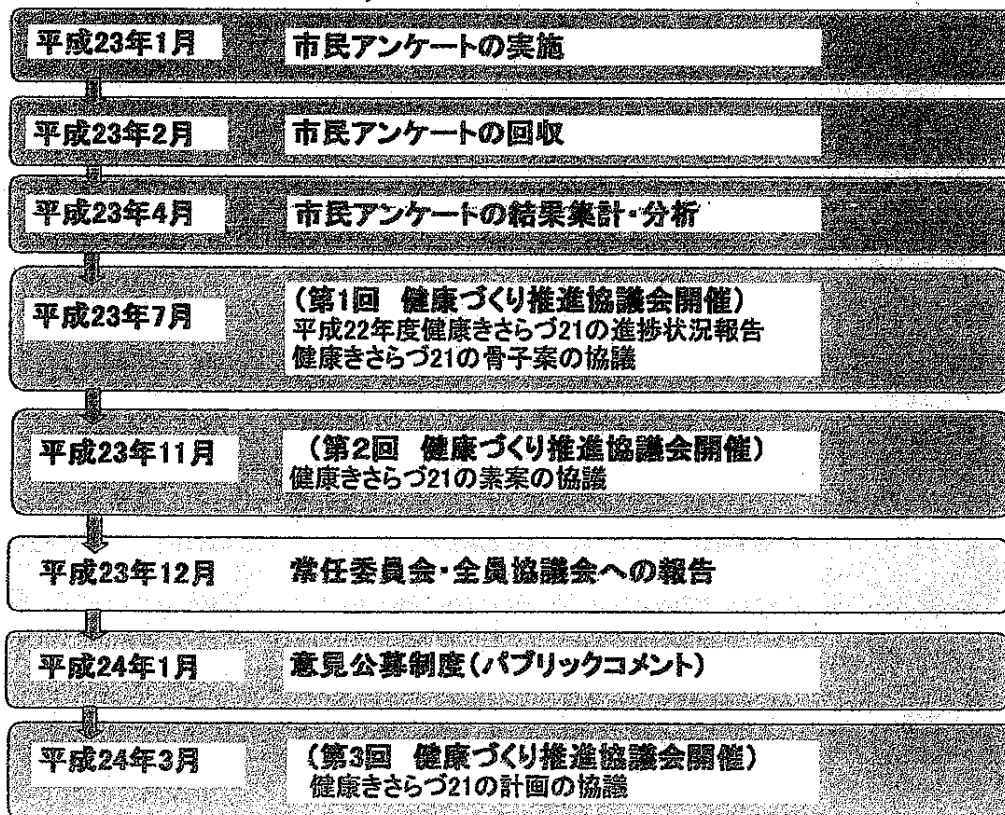 平成23年1月 市民アンケートの実施
平成23年2月 市民アンケートの回収
平成23年4月 市民アンケートの結果集計・分析
平成23年7月 (第1回 健康づくり推進協議会開催)
平成22年度健康きさらづ21の進捗状況報告
健康きさらづ21の骨子案の協議
平成23年11月 (第2回 健康づくり推進協議会開催)
健康きさらづ21の素案の協議
平成23年12月 常任委員会・全員協議会への報告
平成24年1月 意見公募制度(パブリックコメント)
平成24年3月 (第3回 健康づくり推進協議会開催)
健康きさらづ21の計画の協議